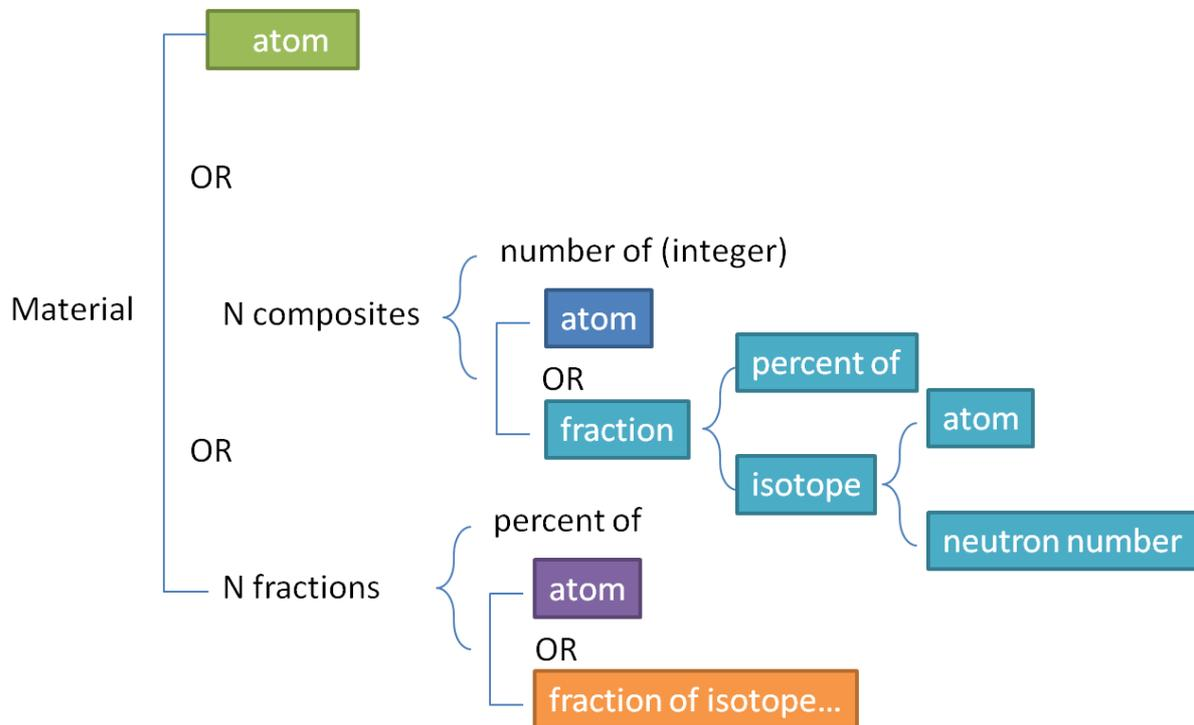 atom
OR
number of (integer)
Material
N composites
atom
percent of
OR
atom
fraction
OR
isotope
percent of
neutron number
N fractions
atom
OR
fraction of isotope...